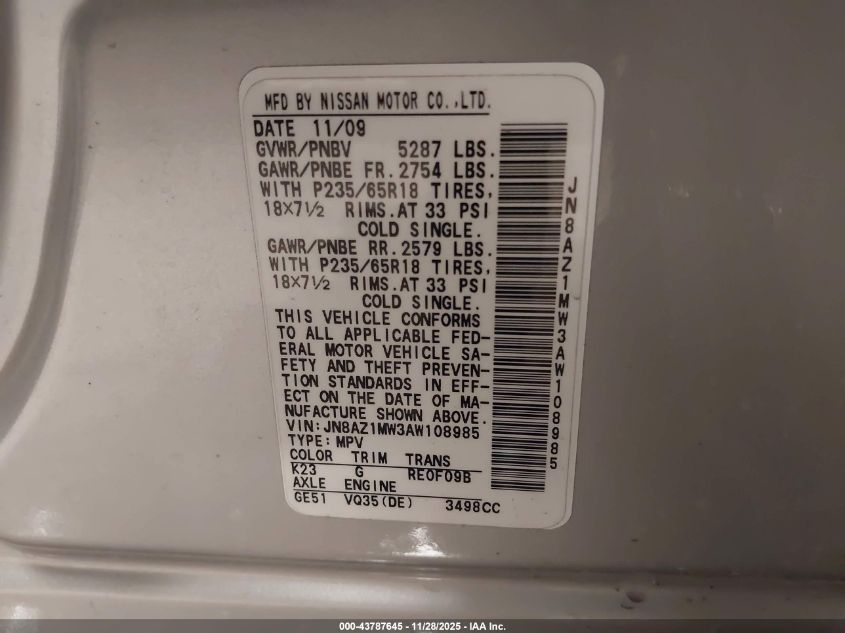 MFD BY NISSAN MOTOR CO.,LTD.
DATE 11/09
GVWR/PNBV 5287 LBS.
GAWR/PNBE FR. 2754 LBS.
WITH P235/65R18 TIRES,
18×7½ RIMS.AT 33 PSI
COLD SINGLE.
GAWR/PNBE RR. 2579 LBS.
WITH P235/65R18 TIRES,
18×7½ RIMS.AT 33 PSI
COLD SINGLE.
THIS VEHICLE CONFORMS
TO ALL APPLICABLE FED-
ERAL MOTOR VEHICLE SA-
FETY AND THEFT PREVEN-
TION STANDARDS IN EFF-
ECT ON THE DATE OF MA-
NUFACTURE SHOWN ABOVE.
VIN:JN8AZ1MW3AW108985
TYPE:MPV
COLOR TRIM TRANS
K23 G RE0F09B
AXLE ENGINE
GE51 VQ35(DE) 3498CC
JN8AZ1MW3AW108985
000-43787645 - 11/28/2025 - IAA Inc.